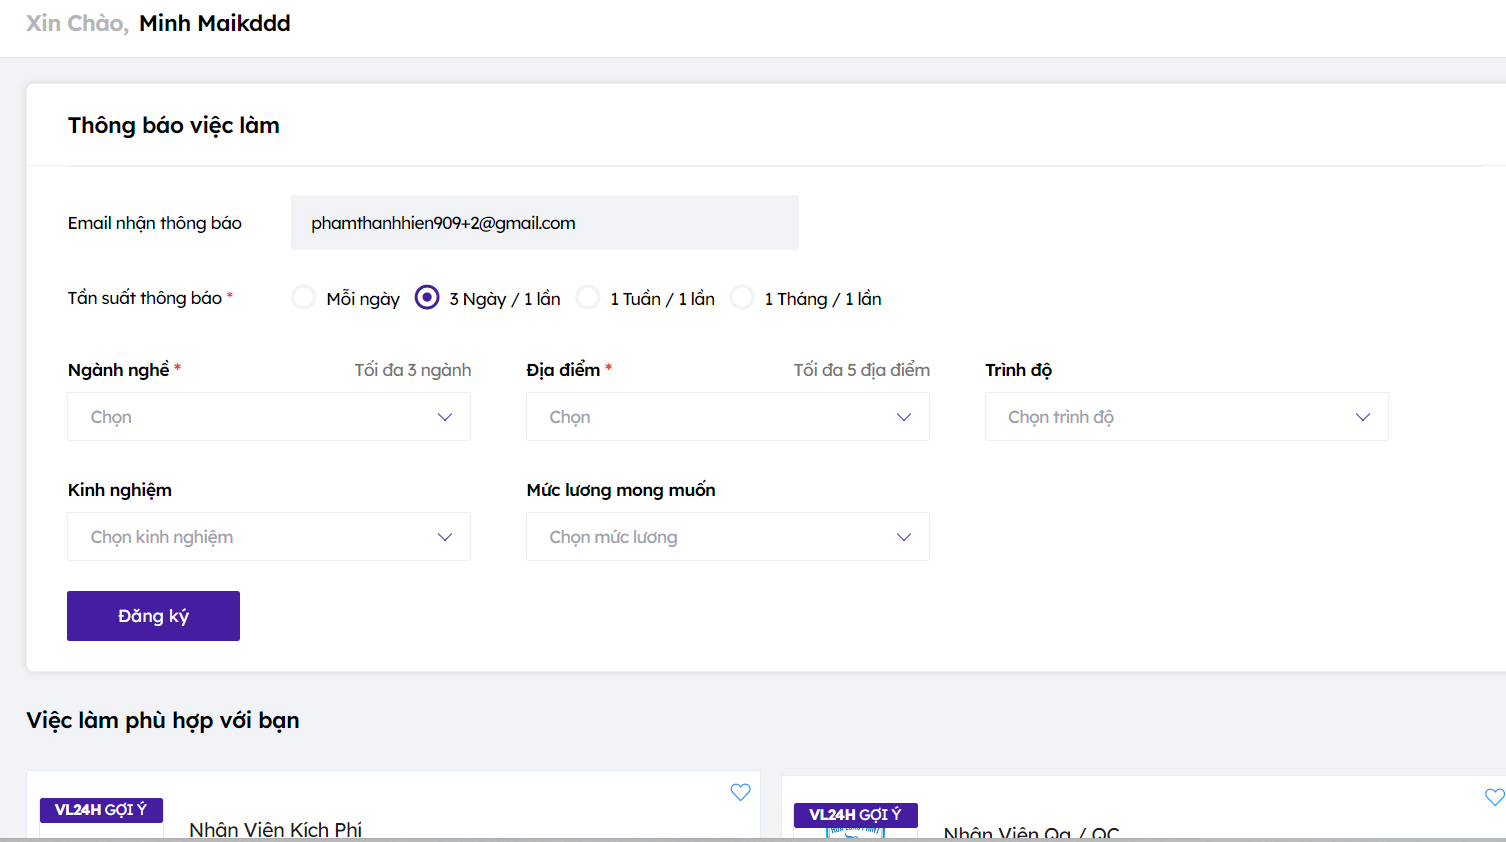 Xin Chào, Minh Maikddd
Thông báo việc làm
Email nhận thông báo phamthanhhien909+2@gmail.com
Tần suất thông báo * Mỗi ngày 3 Ngày / 1 lần 1 Tuần / 1 lần 1 Tháng / 1 lần
Ngành nghề * Tối đa 3 ngành Địa điểm * Tối đa 5 địa điểm Trình độ
Chọn Chọn Chọn trình độ
Kinh nghiệm Mức lương mong muốn
Chọn kinh nghiệm Chọn mức lương
Đăng ký
Việc làm phù hợp với bạn
VL24H GỢI Ý VL24H GỢI Ý
Nhân Viên Kích Phí Nhân Viên Qa / QC